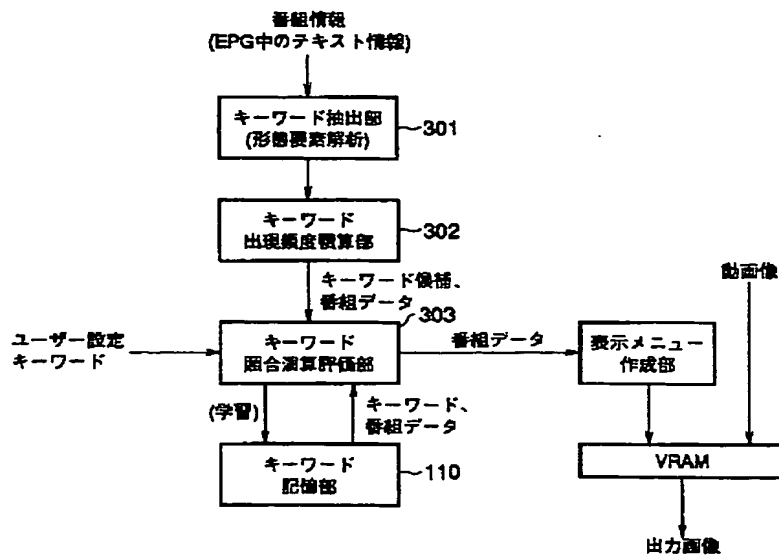 番組情報
(EPG中のテキスト情報)
キーワード抽出部
(形態要素解析)
301
キーワード
出現頻度積算部
302
キーワード候補、
番組データ
303
動画像
ユーザー設定
キーワード
キーワード
照合演算評価部
番組データ
表示メニュー
作成部
(学習)
キーワード、
番組データ
キーワード
記憶部
110
VRAM
出力画像